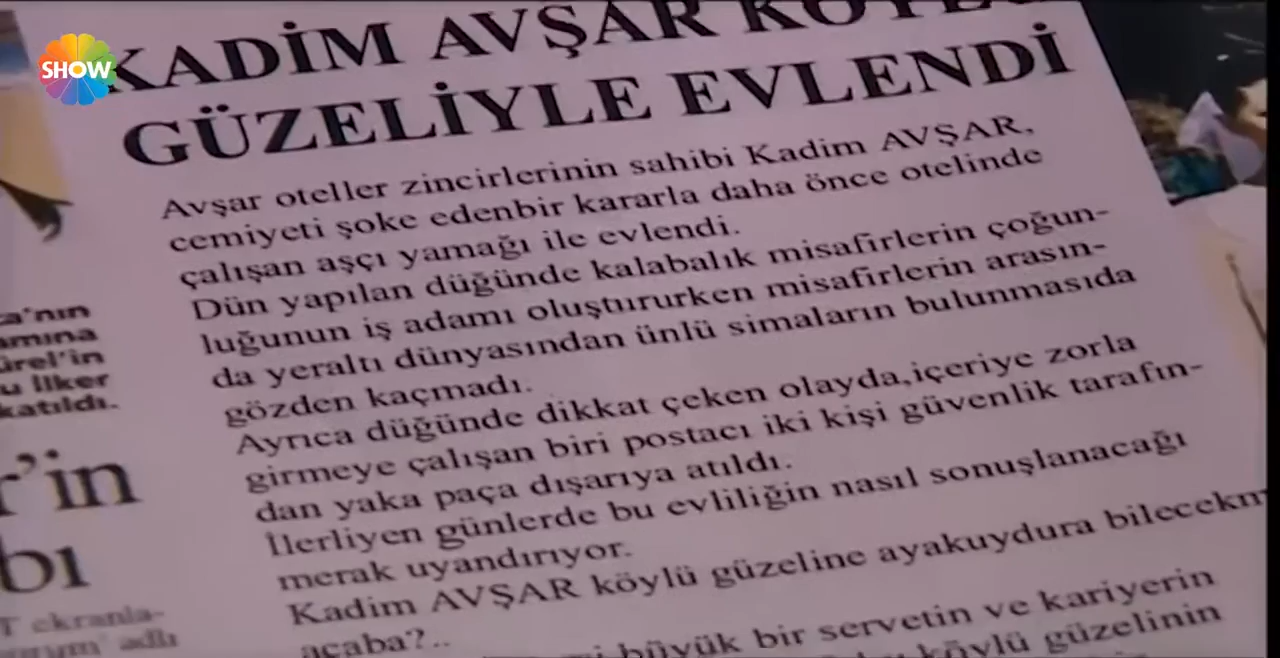 SHOW
KADİM AVŞAR
GÜZELİYLE EVLENDİ
Avşar oteller zincirlerinin sahibi Kadim AVŞAR,
cemiyeti şoke edenbir kararla daha önce otelinde
çalışan aşçı yamağı ile evlendi.
Dün yapılan düğünde kalabalık misafirlerin çoğun-
luğunun iş adamı oluştururken misafirlerin arasın-
da yeraltı dünyasından ünlü simaların bulunmasıda
gözden kaçmadı.
Ayrıca düğünde dikkat çeken olayda,içeriye zorla
girmeye çalışan biri postacı iki kişi güvenlik tarafın-
dan yaka paça dışarıya atıldı.
İlerliyen günlerde bu evliliğin nasıl sonuşlanacağı
merak uyandırıyor.
Kadim AVŞAR köylü güzeline ayakuydura bilecekm
acaba?..
büyük bir servetin ve kariyerin
köylü güzelinin
a'nın
amına
ürel'in
u İlker
katıldı.
r'in
bı
T ekranla-
yorum' adlı